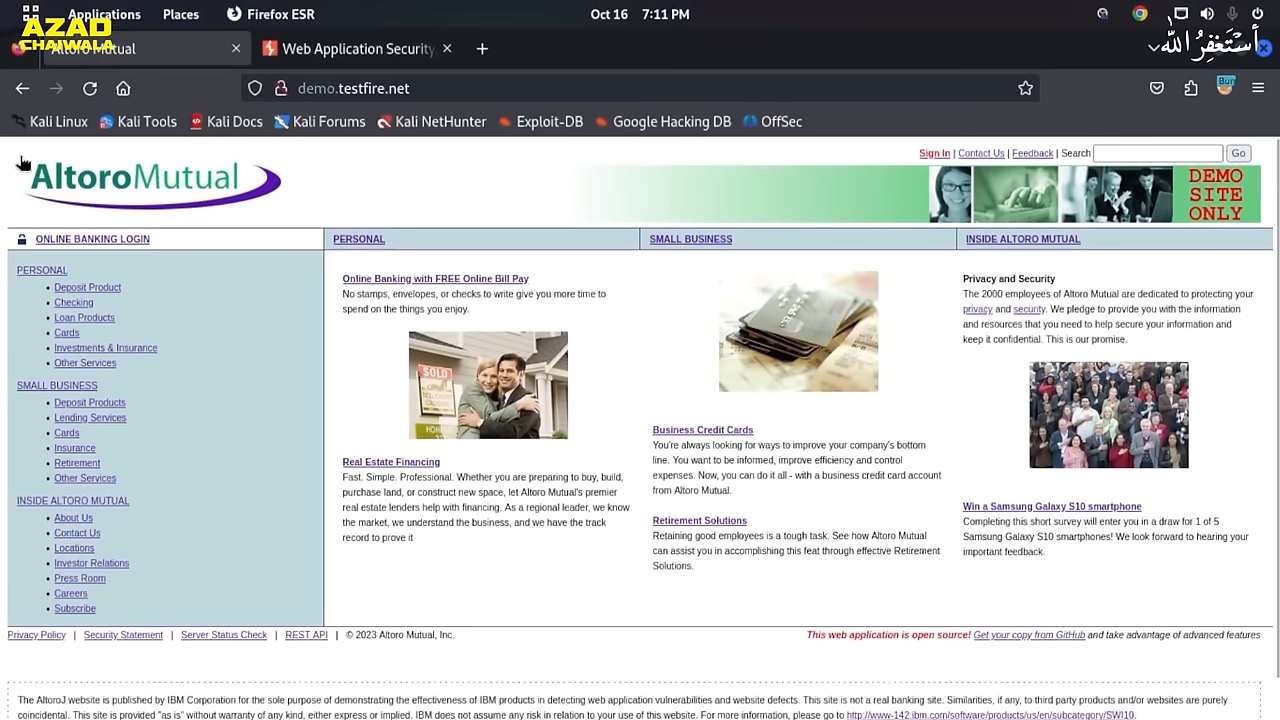 Applications Places Firefox ESR Oct 16 7:11 PM
AZAD
CHAIWALA
Altoro Mutual Web Application Security
أستغفر الله
demo.testfire.net
Kali Linux Kali Tools Kali Docs Kali Forums Kali NetHunter Exploit-DB Google Hacking DB OffSec
Sign In | Contact Us | Feedback | Search Go
AltoroMutual
DEMO
SITE
ONLY
ONLINE BANKING LOGIN
PERSONAL
SMALL BUSINESS
INSIDE ALTORO MUTUAL
PERSONAL
• Deposit Product
• Checking
• Loan Products
• Cards
• Investments & Insurance
• Other Services
SMALL BUSINESS
• Deposit Products
• Lending Services
• Cards
• Insurance
• Retirement
• Other Services
INSIDE ALTORO MUTUAL
• About Us
• Contact Us
• Locations
• Investor Relations
• Press Room
• Careers
• Subscribe
Online Banking with FREE Online Bill Pay
No stamps, envelopes, or checks to write give you more time to
spend on the things you enjoy.
SOLD
Real Estate Financing
Fast. Simple. Professional. Whether you are preparing to buy, build,
purchase land, or construct new space, let Altoro Mutual's premier
real estate lenders help with financing. As a regional leader, we know
the market, we understand the business, and we have the track
record to prove it
Business Credit Cards
You're always looking for ways to improve your company's bottom
line. You want to be informed, improve efficiency and control
expenses. Now, you can do it all - with a business credit card account
from Altoro Mutual.
Retirement Solutions
Retaining good employees is a tough task. See how Altoro Mutual
can assist you in accomplishing this feat through effective Retirement
Solutions.
Privacy and Security
The 2000 employees of Altoro Mutual are dedicated to protecting your
privacy and security. We pledge to provide you with the information
and resources that you need to help secure your information and
keep it confidential. This is our promise.
Win a Samsung Galaxy S10 smartphone
Completing this short survey will enter you in a draw for 1 of 5
Samsung Galaxy S10 smartphones! We look forward to hearing your
important feedback.
Privacy Policy | Security Statement | Server Status Check | REST API | © 2023 Altoro Mutual, Inc.
This web application is open source! Get your copy from GitHub and take advantage of advanced features
The AltoroJ website is published by IBM Corporation for the sole purpose of demonstrating the effectiveness of IBM products in detecting web application vulnerabilities and website defects. This site is not a real banking site. Similarities, if any, to third party products and/or websites are purely
coincidental. This site is provided "as is" without warranty of any kind, either express or implied. IBM does not assume any risk in relation to your use of this website. For more information, please go to http://www-142.ibm.com/software/products/us/en/subcategory/SWI10.